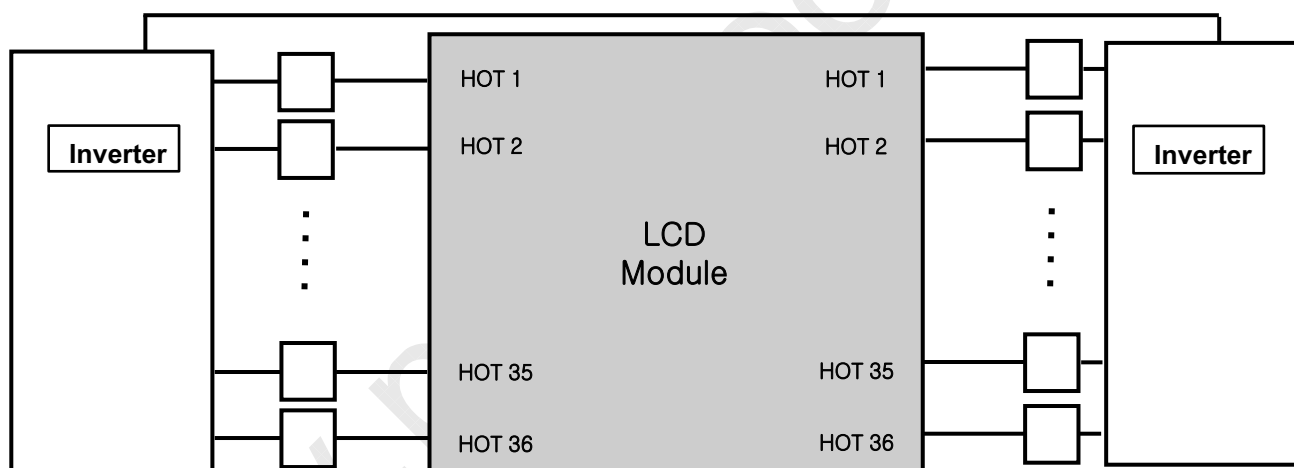 HOT 1 HOT 1
Inverter HOT 2 HOT 2 Inverter
LCD
Module
HOT 35 HOT 35
HOT 36 HOT 36